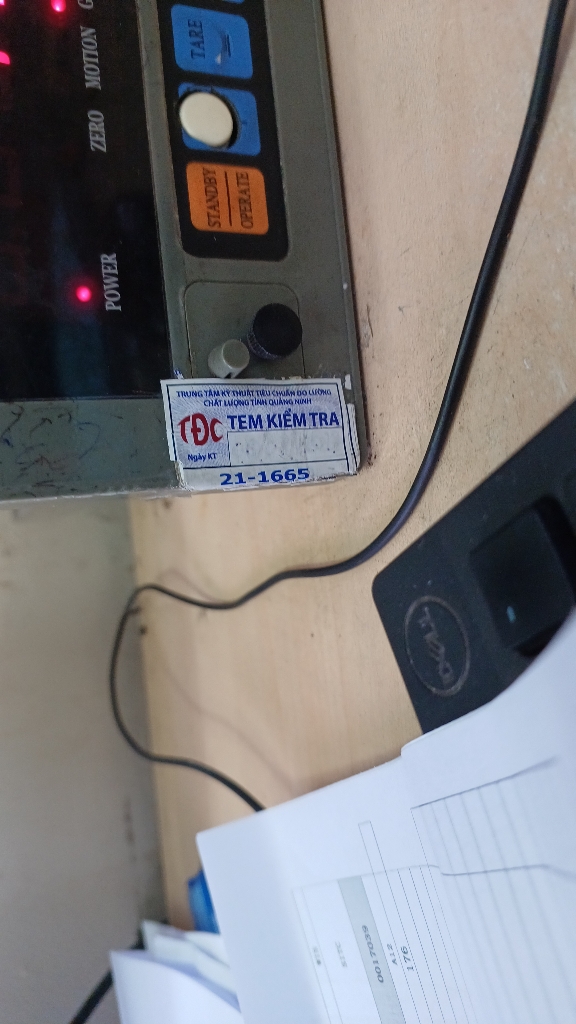 G
MOTION
ZERO
POWER
TARE
STANDBY
OPERATE
TRUNG TÂM KỸ THUẬT TIÊU CHUẨN ĐO LƯỜNG
CHẤT LƯỢNG TỈNH QUẢNG NINH
TĐC TEM KIỂM TRA
Ngày KT
21-1665
DELL
0017039
A12
176